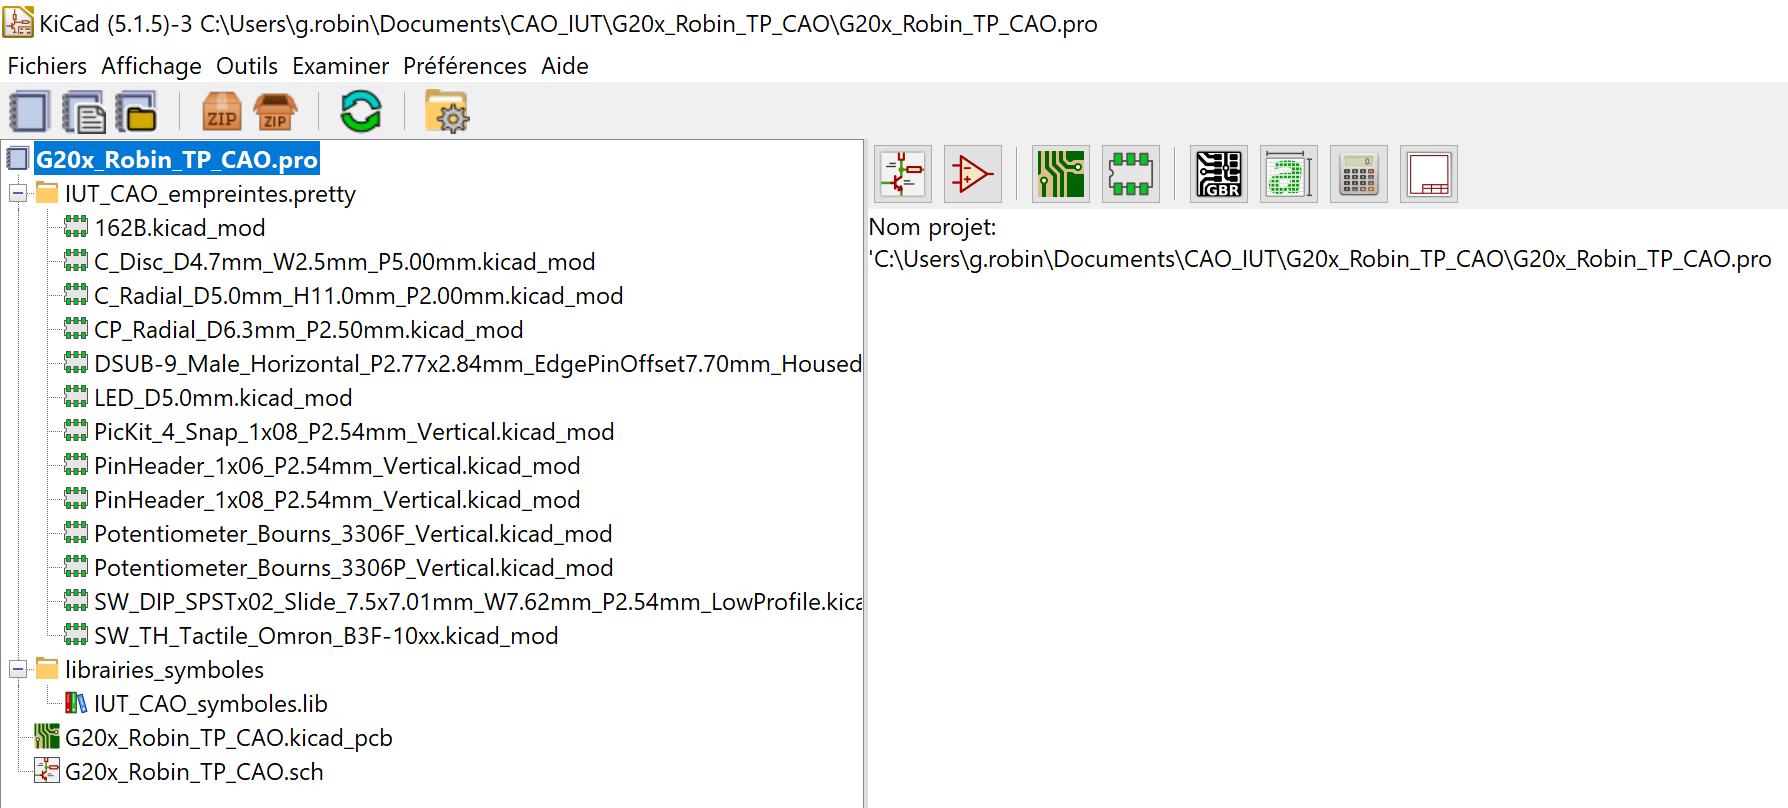 KiCad (5.1.5)-3 C:\Users\g.robin\Documents\CAO_IUT\G20x_Robin_TP_CAO\G20x_Robin_TP_CAO.pro
Fichiers Affichage Outils Examiner Préférences Aide
ZIP ZIP
G20x_Robin_TP_CAO.pro
IUT_CAO_empreintes.pretty
162B.kicad_mod
C_Disc_D4.7mm_W2.5mm_P5.00mm.kicad_mod
C_Radial_D5.0mm_H11.0mm_P2.00mm.kicad_mod
CP_Radial_D6.3mm_P2.50mm.kicad_mod
DSUB-9_Male_Horizontal_P2.77x2.84mm_EdgePinOffset7.70mm_Housed
LED_D5.0mm.kicad_mod
PicKit_4_Snap_1x08_P2.54mm_Vertical.kicad_mod
PinHeader_1x06_P2.54mm_Vertical.kicad_mod
PinHeader_1x08_P2.54mm_Vertical.kicad_mod
Potentiometer_Bourns_3306F_Vertical.kicad_mod
Potentiometer_Bourns_3306P_Vertical.kicad_mod
SW_DIP_SPSTx02_Slide_7.5x7.01mm_W7.62mm_P2.54mm_LowProfile.kica
SW_TH_Tactile_Omron_B3F-10xx.kicad_mod
librairies_symboles
IUT_CAO_symboles.lib
G20x_Robin_TP_CAO.kicad_pcb
G20x_Robin_TP_CAO.sch
GBR a
Nom projet:
'C:\Users\g.robin\Documents\CAO_IUT\G20x_Robin_TP_CAO\G20x_Robin_TP_CAO.pro